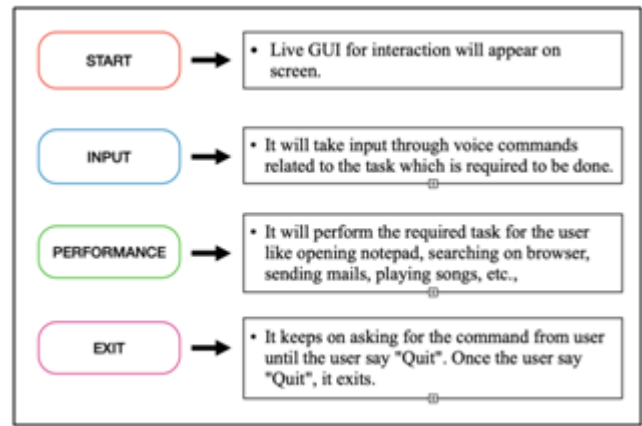 START
• Live GUI for interaction will appear on
screen.
INPUT
• It will take input through voice commands
related to the task which is required to be done.
PERFORMANCE
• It will perform the required task for the user
like opening notepad, searching on browser,
sending mails, playing songs, etc.,
EXIT
• It keeps on asking for the command from user
until the user say "Quit". Once the user say
"Quit", it exits.